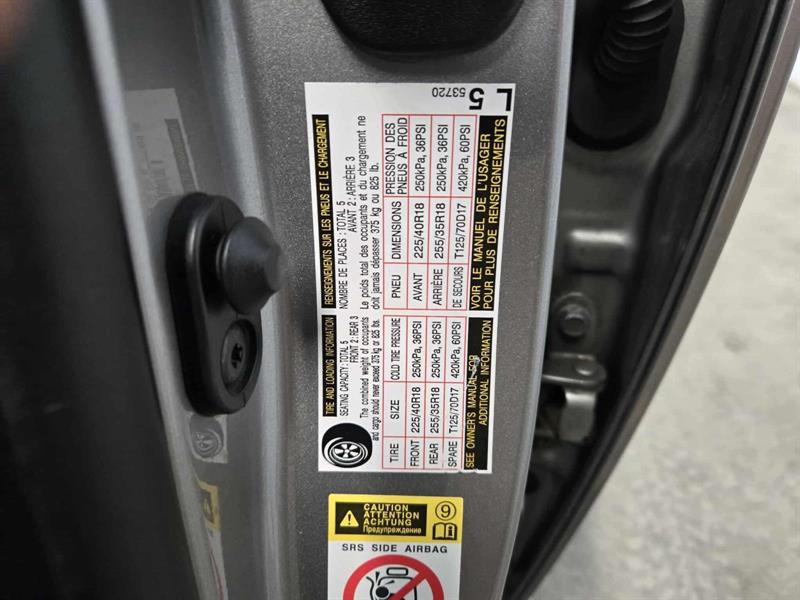 TIRE AND LOADING INFORMATION
SEATING CAPACITY : TOTAL 5
FRONT 2 : REAR 3
The combined weight of occupants
and cargo should never exceed 375 kg or 825 lbs.
TIRE SIZE COLD TIRE PRESSURE
FRONT 225/40R18 250kPa, 36PSI
REAR 255/35R18 250kPa, 36PSI
SPARE T125/70D17 420kPa, 60PSI
SEE OWNER'S MANUAL FOR
ADDITIONAL INFORMATION
RENSEIGNEMENTS SUR LES PNEUS ET LE CHARGEMENT
NOMBRE DE PLACES : TOTAL 5
AVANT 2 : ARRIÈRE 3
Le poids total des occupants et du chargement ne
doit jamais dépasser 375 kg ou 825 lb.
PNEU DIMENSIONS PRESSION DES
PNEUS À FROID
AVANT 225/40R18 250kPa, 36PSI
ARRIÈRE 255/35R18 250kPa, 36PSI
DE SECOURS T125/70D17 420kPa, 60PSI
VOIR LE MANUEL DE L'USAGER
POUR PLUS DE RENSEIGNEMENTS
53720
L5
CAUTION
ATTENTION
ACHTUNG
Предупреждение
9
SRS SIDE AIRBAG